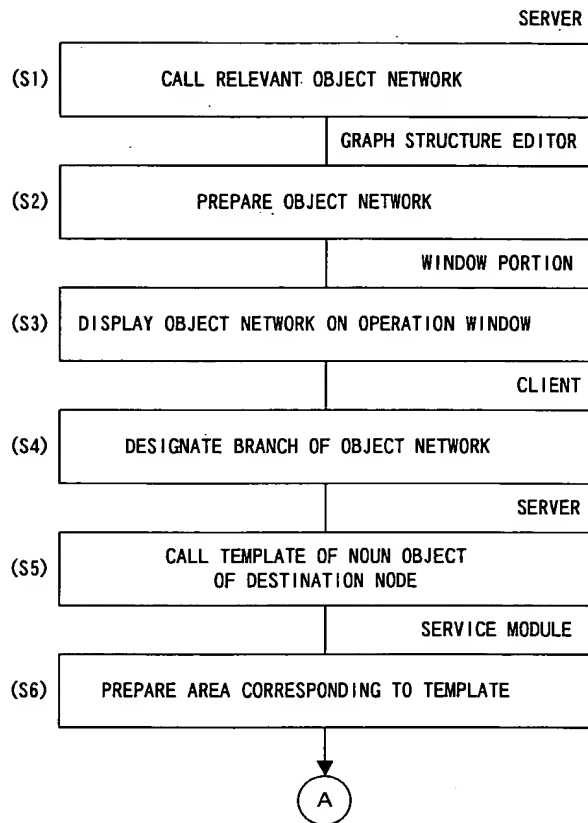 SERVER
(S1) CALL RELEVANT OBJECT NETWORK
GRAPH STRUCTURE EDITOR
(S2) PREPARE OBJECT NETWORK
WINDOW PORTION
(S3) DISPLAY OBJECT NETWORK ON OPERATION WINDOW
CLIENT
(S4) DESIGNATE BRANCH OF OBJECT NETWORK
SERVER
(S5) CALL TEMPLATE OF NOUN OBJECT
OF DESTINATION NODE
SERVICE MODULE
(S6) PREPARE AREA CORRESPONDING TO TEMPLATE
A